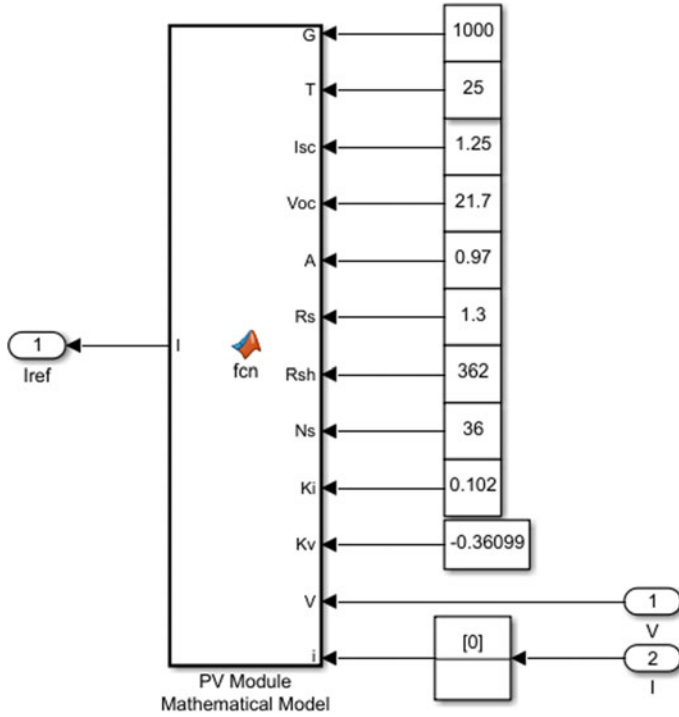 G
1000
T
25
Isc
1.25
Voc
21.7
A
0.97
Rs
1.3
1
I
fcn
Iref
Rsh
362
Ns
36
Ki
0.102
Kv
-0.36099
V
1
V
[0]
i
2
I
PV Module
Mathematical Model